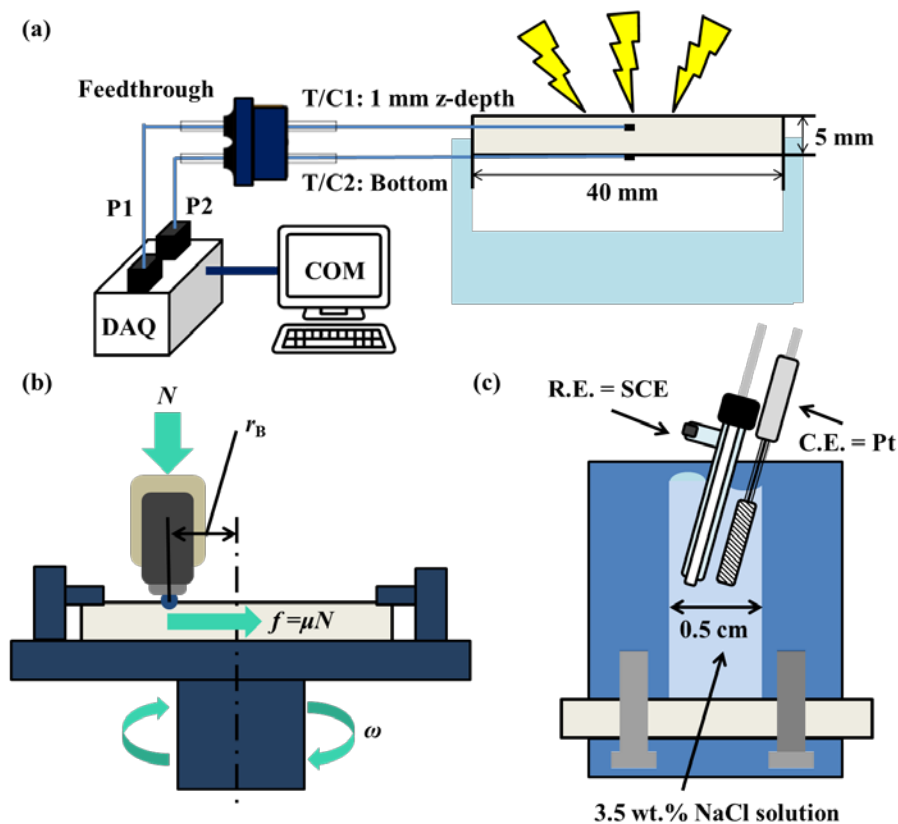 (a)
Feedthrough
T/C1: 1 mm z-depth
5 mm
T/C2: Bottom
40 mm
P1
P2
COM
DAQ
(b)
N
r_B
f=μN
ω
(c)
R.E. = SCE
C.E. = Pt
0.5 cm
3.5 wt.% NaCl solution